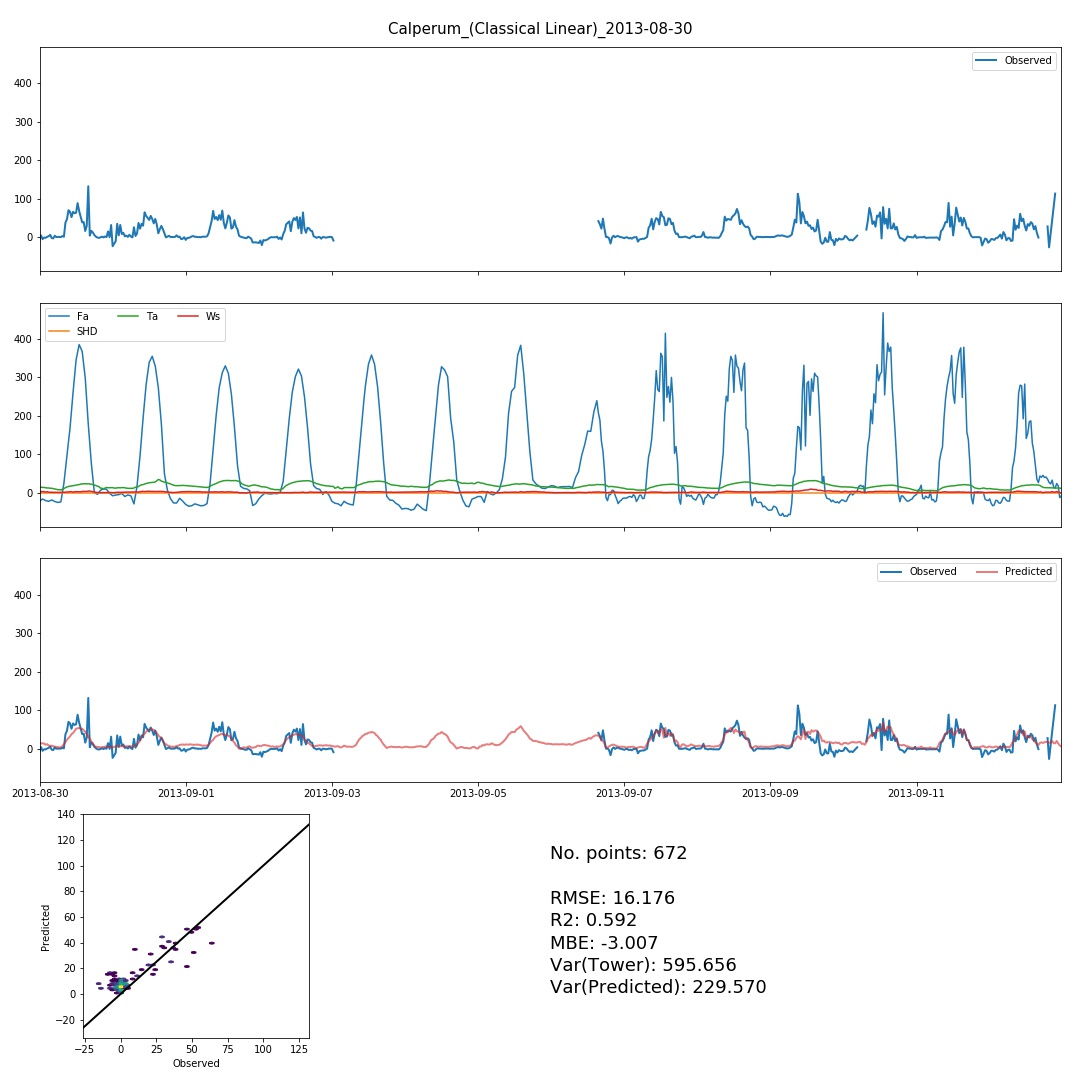 Calperum_(Classical Linear)_2013-08-30
Observed
400
300
200
100
0
Fa Ta Ws
SHD
400
300
200
100
0
Observed Predicted
400
300
200
100
0
2013-08-30 2013-09-01 2013-09-03 2013-09-05 2013-09-07 2013-09-09 2013-09-11
140
120
100
80
60
40
20
0
−20
Predicted
−25 0 25 50 75 100 125
Observed
No. points: 672
RMSE: 16.176
R2: 0.592
MBE: -3.007
Var(Tower): 595.656
Var(Predicted): 229.570